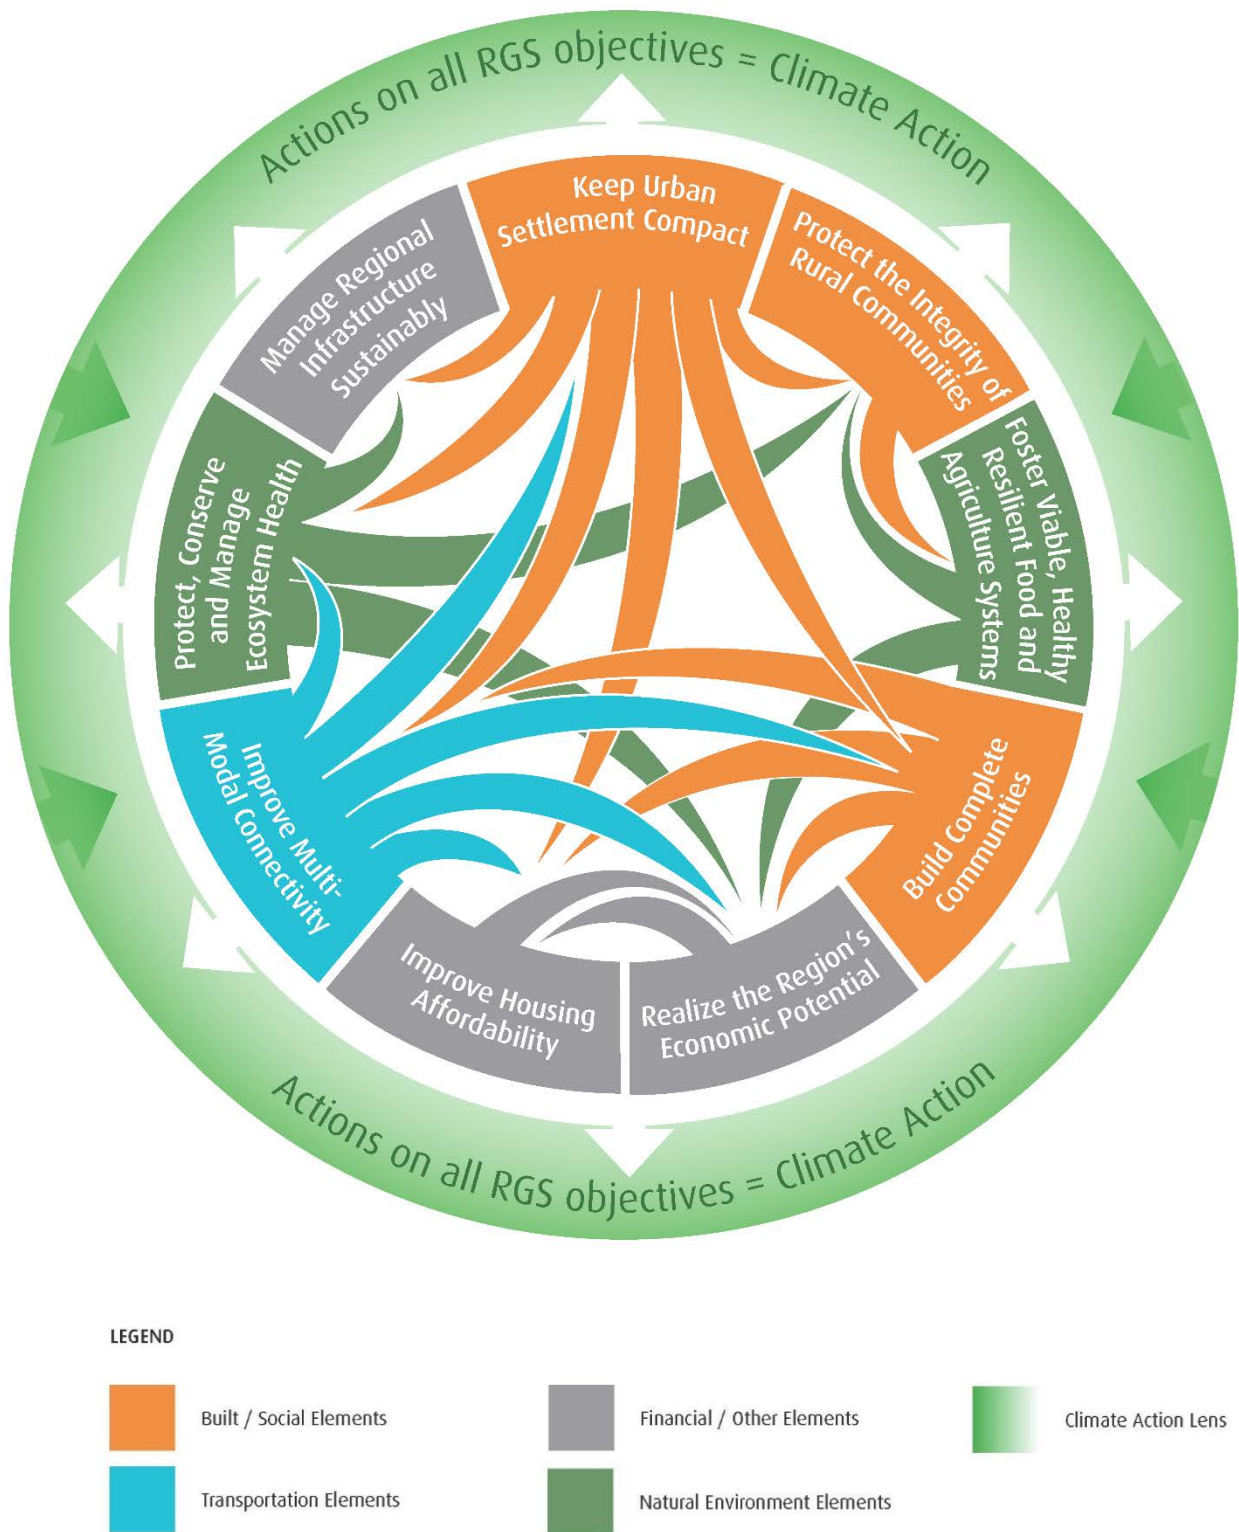 Actions on all RGS objectives = Climate Action
Keep Urban
Settlement Compact
Protect the Integrity of
Rural Communities
Foster Viable, Healthy
Resilient Food and
Agriculture Systems
Build Complete
Communities
Realize the Region's
Economic Potential
Improve Housing
Affordability
Improve Multi-
Modal Connectivity
Protect, Conserve
and Manage
Ecosystem Health
Manage Regional
Infrastructure
Sustainably
Actions on all RGS objectives = Climate Action
LEGEND
Built / Social Elements
Financial / Other Elements
Climate Action Lens
Transportation Elements
Natural Environment Elements